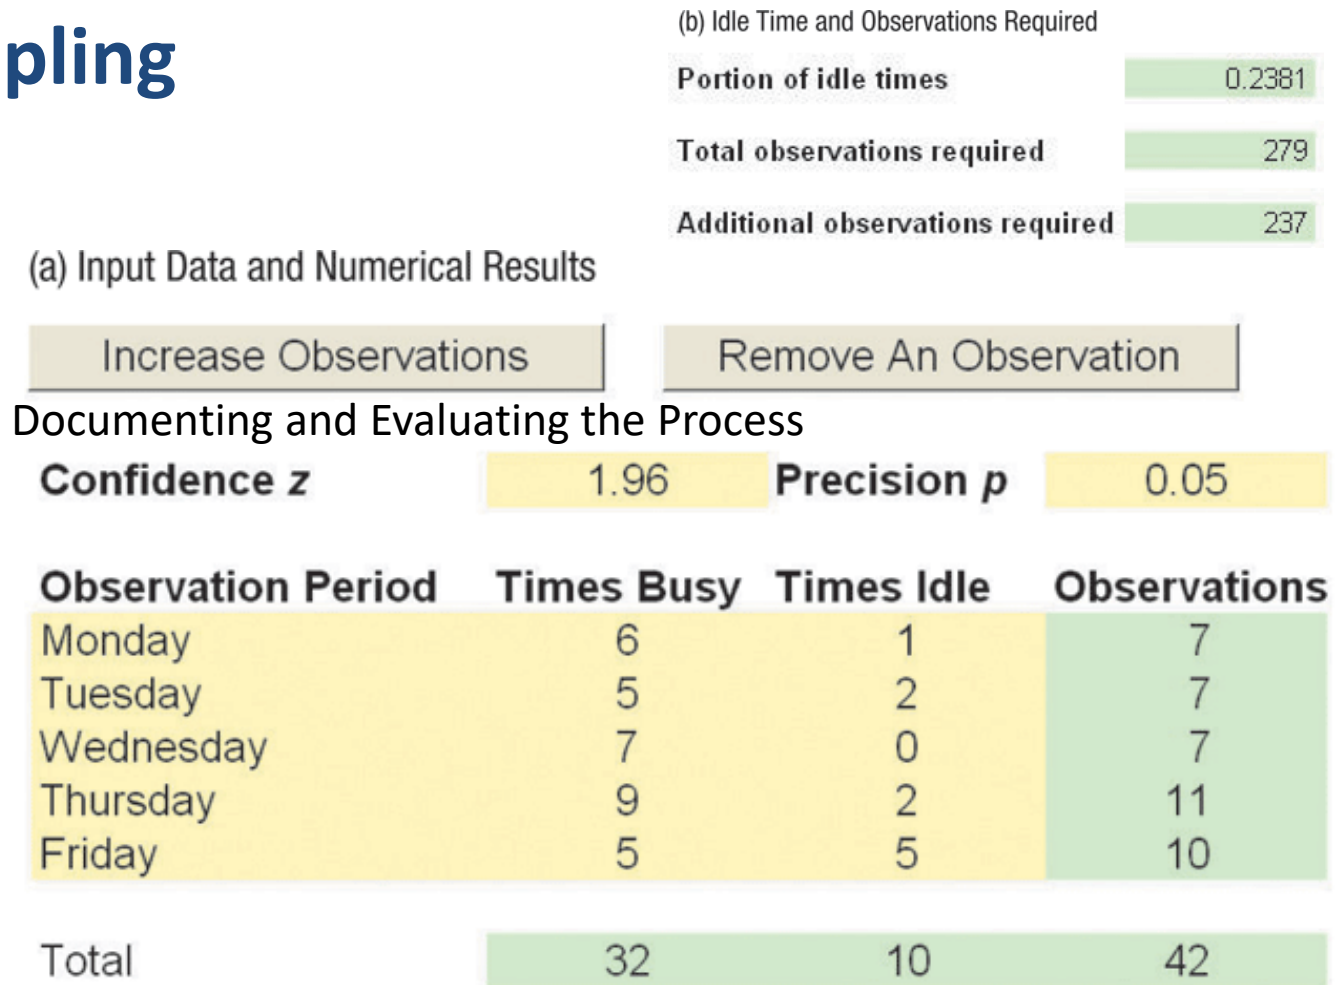 pling
(b) Idle Time and Observations Required
Portion of idle times 0.2381
Total observations required 279
Additional observations required 237
(a) Input Data and Numerical Results
Increase Observations Remove An Observation
Documenting and Evaluating the Process
Confidence z 1.96 Precision p 0.05
Observation Period Times Busy Times Idle Observations
Monday 6 1 7
Tuesday 5 2 7
Wednesday 7 0 7
Thursday 9 2 11
Friday 5 5 10
Total 32 10 42